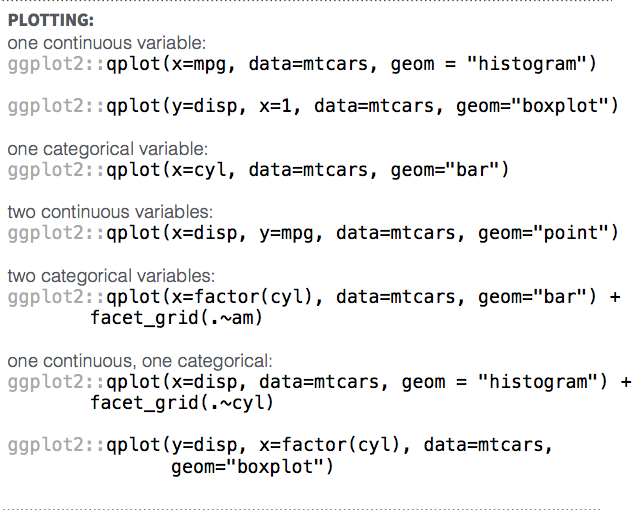 PLOTTING:
one continuous variable:
ggplot2::qplot(x=mpg, data=mtcars, geom = "histogram")
ggplot2::qplot(y=disp, x=1, data=mtcars, geom="boxplot")
one categorical variable:
ggplot2::qplot(x=cyl, data=mtcars, geom="bar")
two continuous variables:
ggplot2::qplot(x=disp, y=mpg, data=mtcars, geom="point")
two categorical variables:
ggplot2::qplot(x=factor(cyl), data=mtcars, geom="bar") +
facet_grid(.~am)
one continuous, one categorical:
ggplot2::qplot(x=disp, data=mtcars, geom = "histogram") +
facet_grid(.~cyl)
ggplot2::qplot(y=disp, x=factor(cyl), data=mtcars,
geom="boxplot")